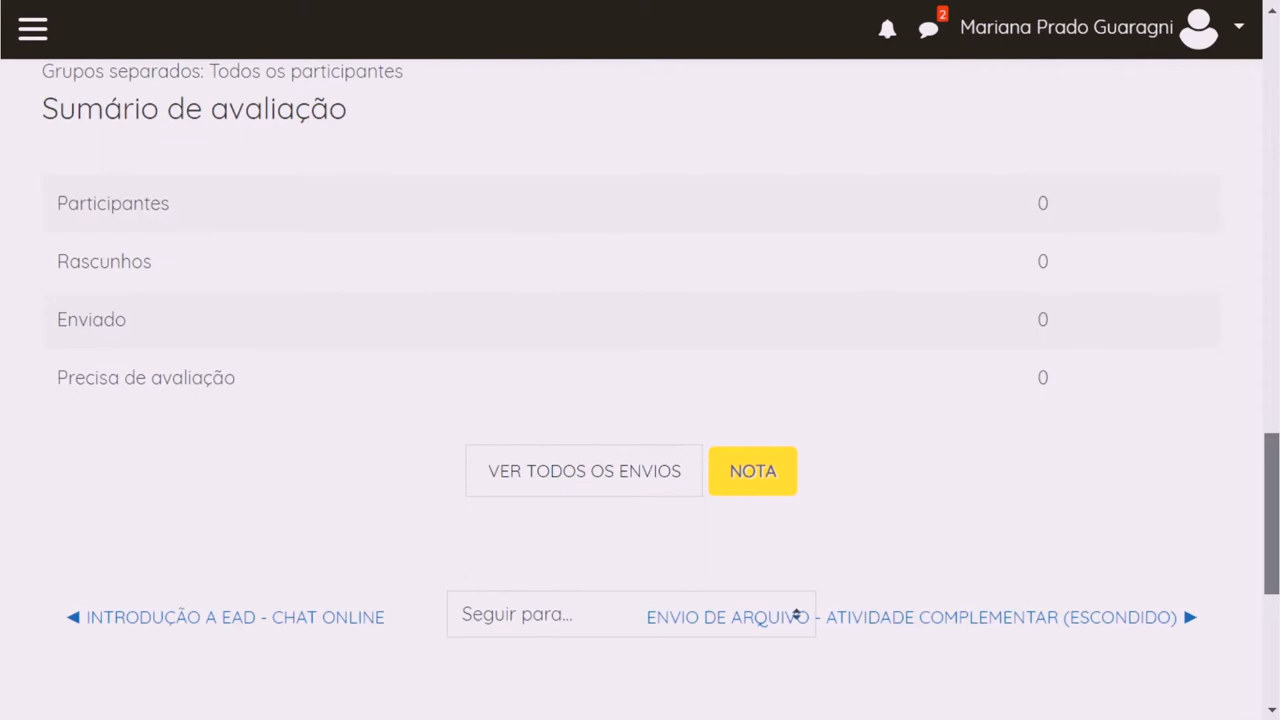 2
Mariana Prado Guaragni
Grupos separados: Todos os participantes
Sumário de avaliação
Participantes 0
Rascunhos 0
Enviado 0
Precisa de avaliação 0
VER TODOS OS ENVIOS NOTA
◀ INTRODUÇÃO A EAD - CHAT ONLINE Seguir para... ENVIO DE ARQUIVO - ATIVIDADE COMPLEMENTAR (ESCONDIDO) ▶